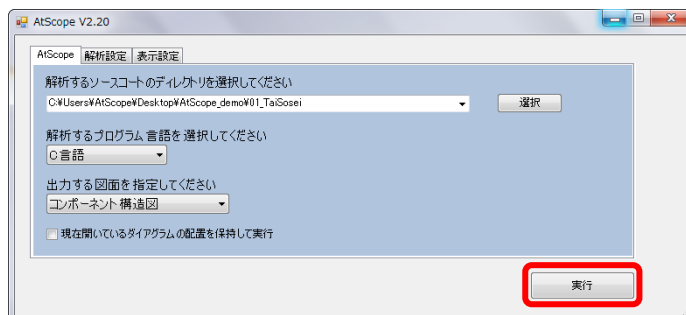 AtScope V2.20
AtScope 解析設定 表示設定
解析するソースコートのディレクトリを選択してください
C:¥Users¥AtScope¥Desktop¥AtScope_demo¥01_TaiSosei 選択
解析するプログラム言語を選択してください
C言語
出力する図面を指定してください
コンポーネント構造図
現在開いているダイアグラムの配置を保持して実行
実行